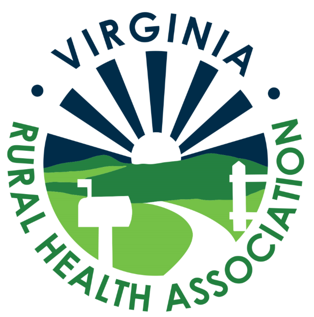 VIRGINIA
RURAL HEALTH ASSOCIATION